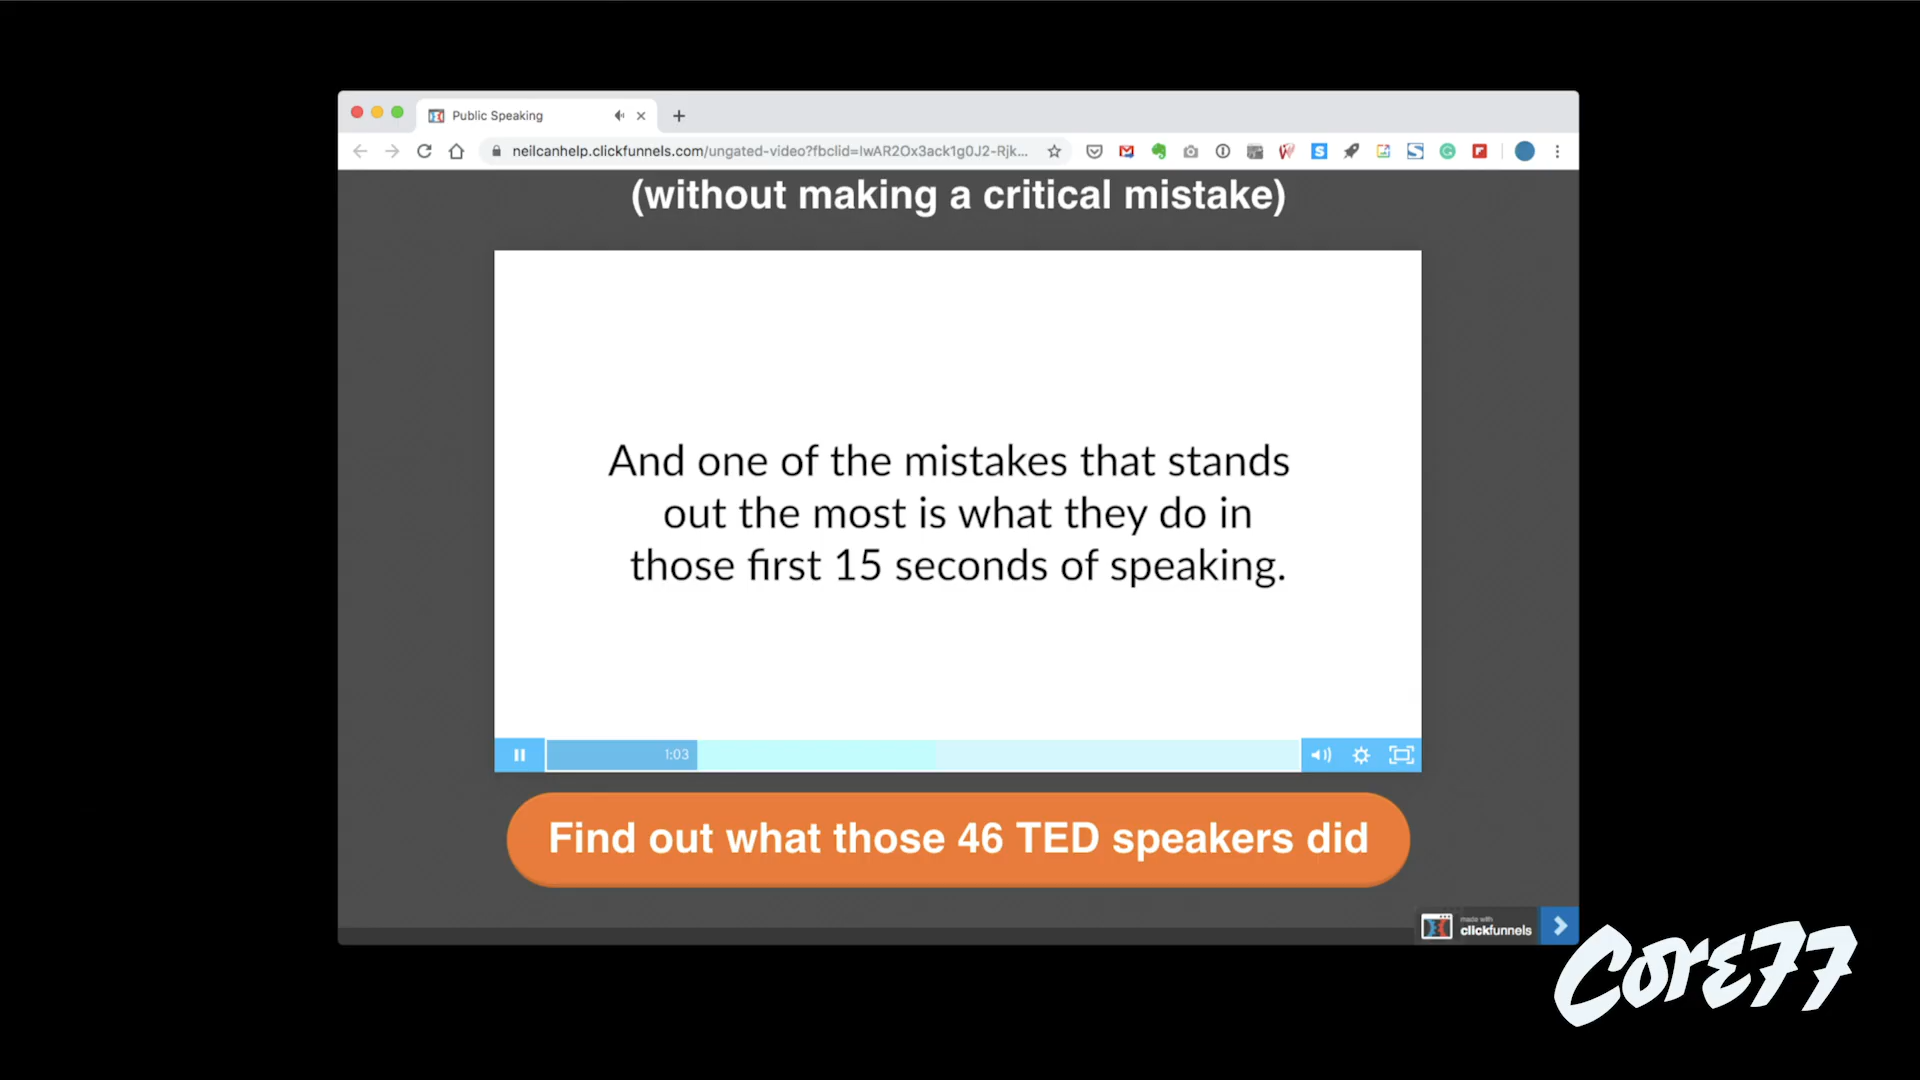 Public Speaking
neilcanhelp.clickfunnels.com/ungated-video?fbclid=IwAR2Ox3ack1g0J2-Rjk...
(without making a critical mistake)
And one of the mistakes that stands
out the most is what they do in
those first 15 seconds of speaking.
1:03
Find out what those 46 TED speakers did
made with
clickfunnels
Core77